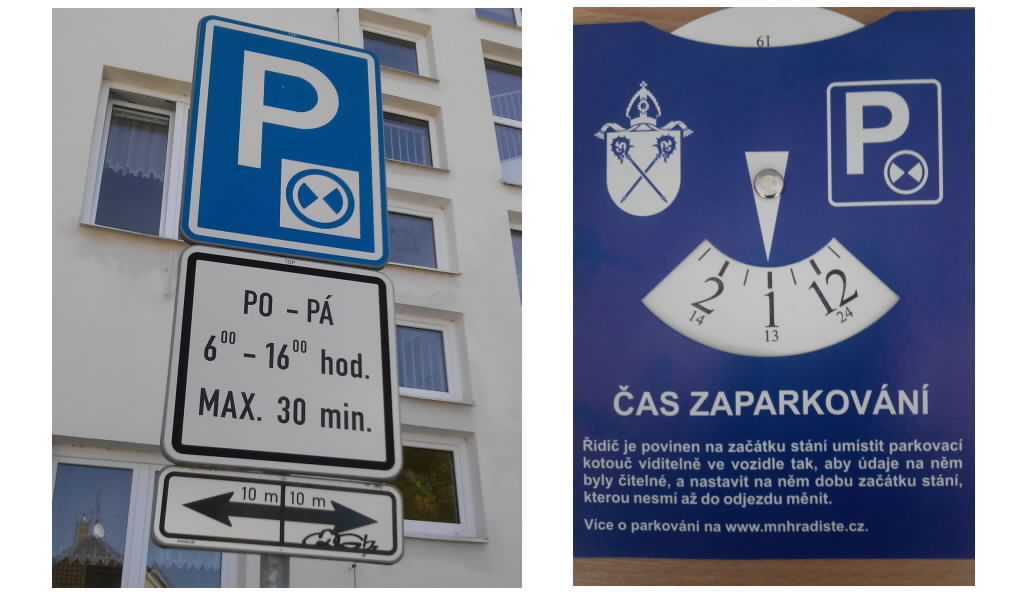 P
PO – PÁ
6⁰⁰ – 16⁰⁰ hod.
MAX. 30 min.
10 m 10 m
19
P
2 1 12
14 13 24
ČAS ZAPARKOVÁNÍ
Řidič je povinen na začátku stání umístit parkovací
kotouč viditelně ve vozidle tak, aby údaje na něm
byly čitelné, a nastavit na něm dobu začátku stání,
kterou nesmí až do odjezdu měnit.
Více o parkování na www.mnhradiste.cz.